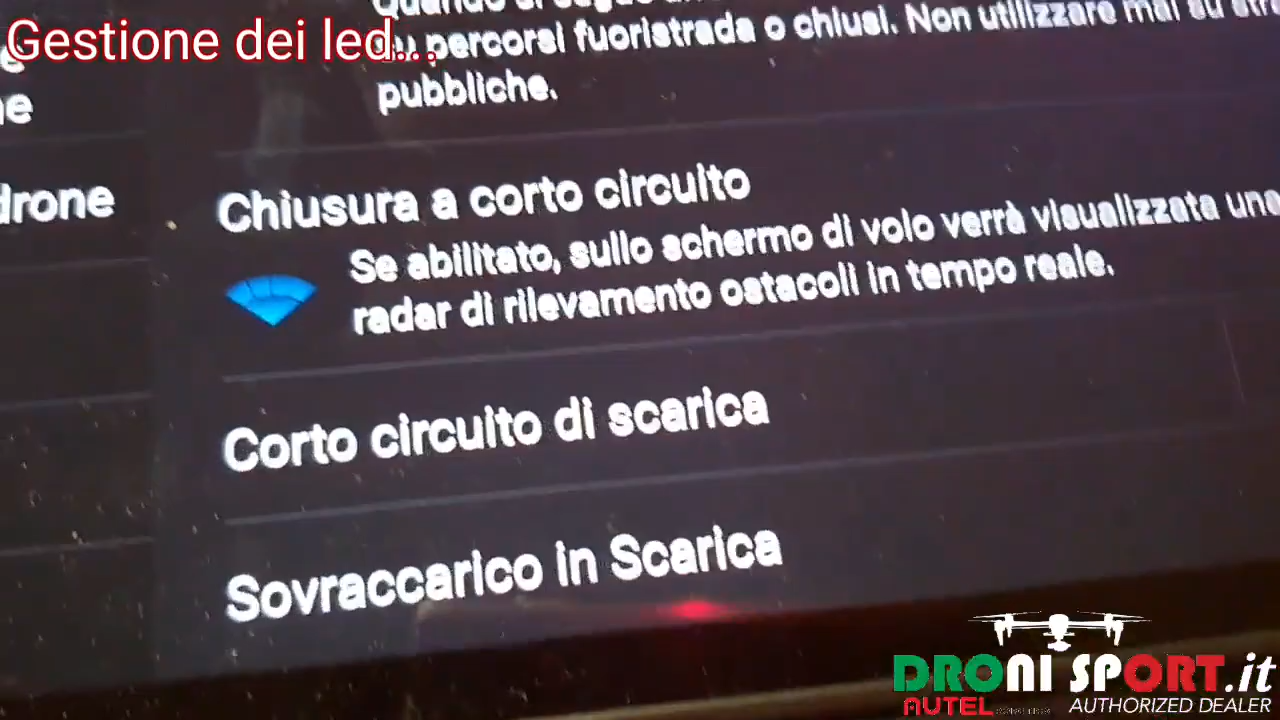 Gestione dei led...
su percorsi fuoristrada o chiusi. Non utilizzare mai su
pubbliche.
drone
Chiusura a corto circuito
Se abilitato, sullo schermo di volo verrà visualizzata una
radar di rilevamento ostacoli in tempo reale.
Corto circuito di scarica
Sovraccarico in Scarica
DRONI SPORT.it
AUTEL
AUTHORIZED DEALER